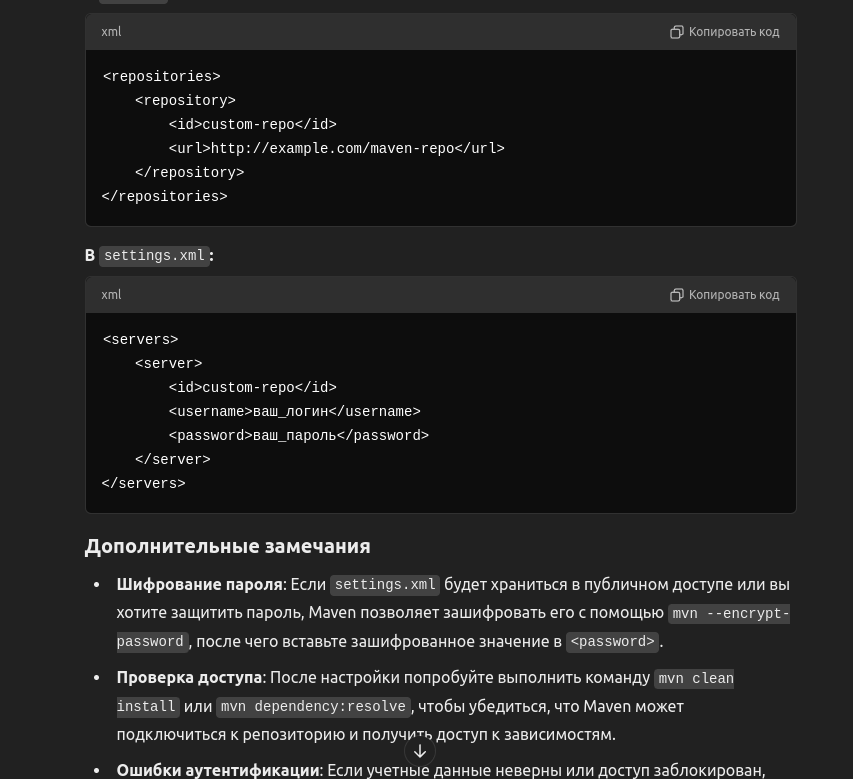 xml
Копировать код
<repositories>
    <repository>
        <id>custom-repo</id>
        <url>http://example.com/maven-repo</url>
    </repository>
</repositories>
В settings.xml:
xml
Копировать код
<servers>
    <server>
        <id>custom-repo</id>
        <username>ваш_логин</username>
        <password>ваш_пароль</password>
    </server>
</servers>
Дополнительные замечания
• Шифрование пароля: Если settings.xml будет храниться в публичном доступе или вы
хотите защитить пароль, Maven позволяет зашифровать его с помощью mvn --encrypt-
password, после чего вставьте зашифрованное значение в <password>.
• Проверка доступа: После настройки попробуйте выполнить команду mvn clean
install или mvn dependency:resolve, чтобы убедиться, что Maven может
подключиться к репозиторию и получить доступ к зависимостям.
• Ошибки аутентификации: Если учетные данные неверны или доступ заблокирован,